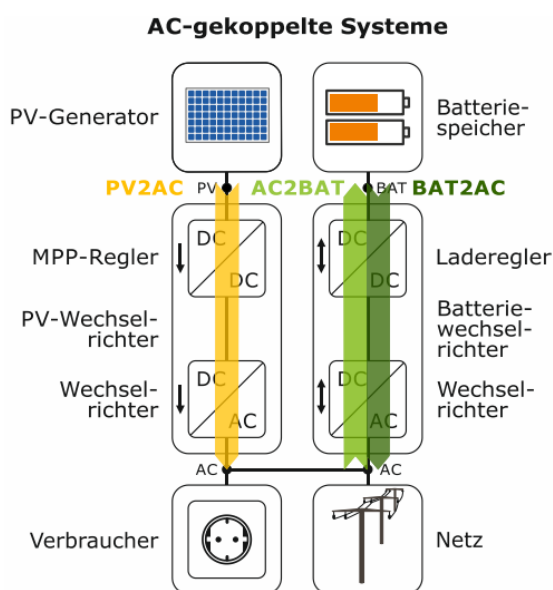 AC-gekoppelte Systeme
PV-Generator
Batterie-
speicher
PV2AC
PV
AC2BAT
BAT
BAT2AC
MPP-Regler
DC
DC
DC
DC
Laderegler
PV-Wechsel-
richter
Batterie-
wechsel-
richter
Wechsel-
richter
DC
AC
DC
AC
Wechsel-
richter
AC
AC
Verbraucher
Netz